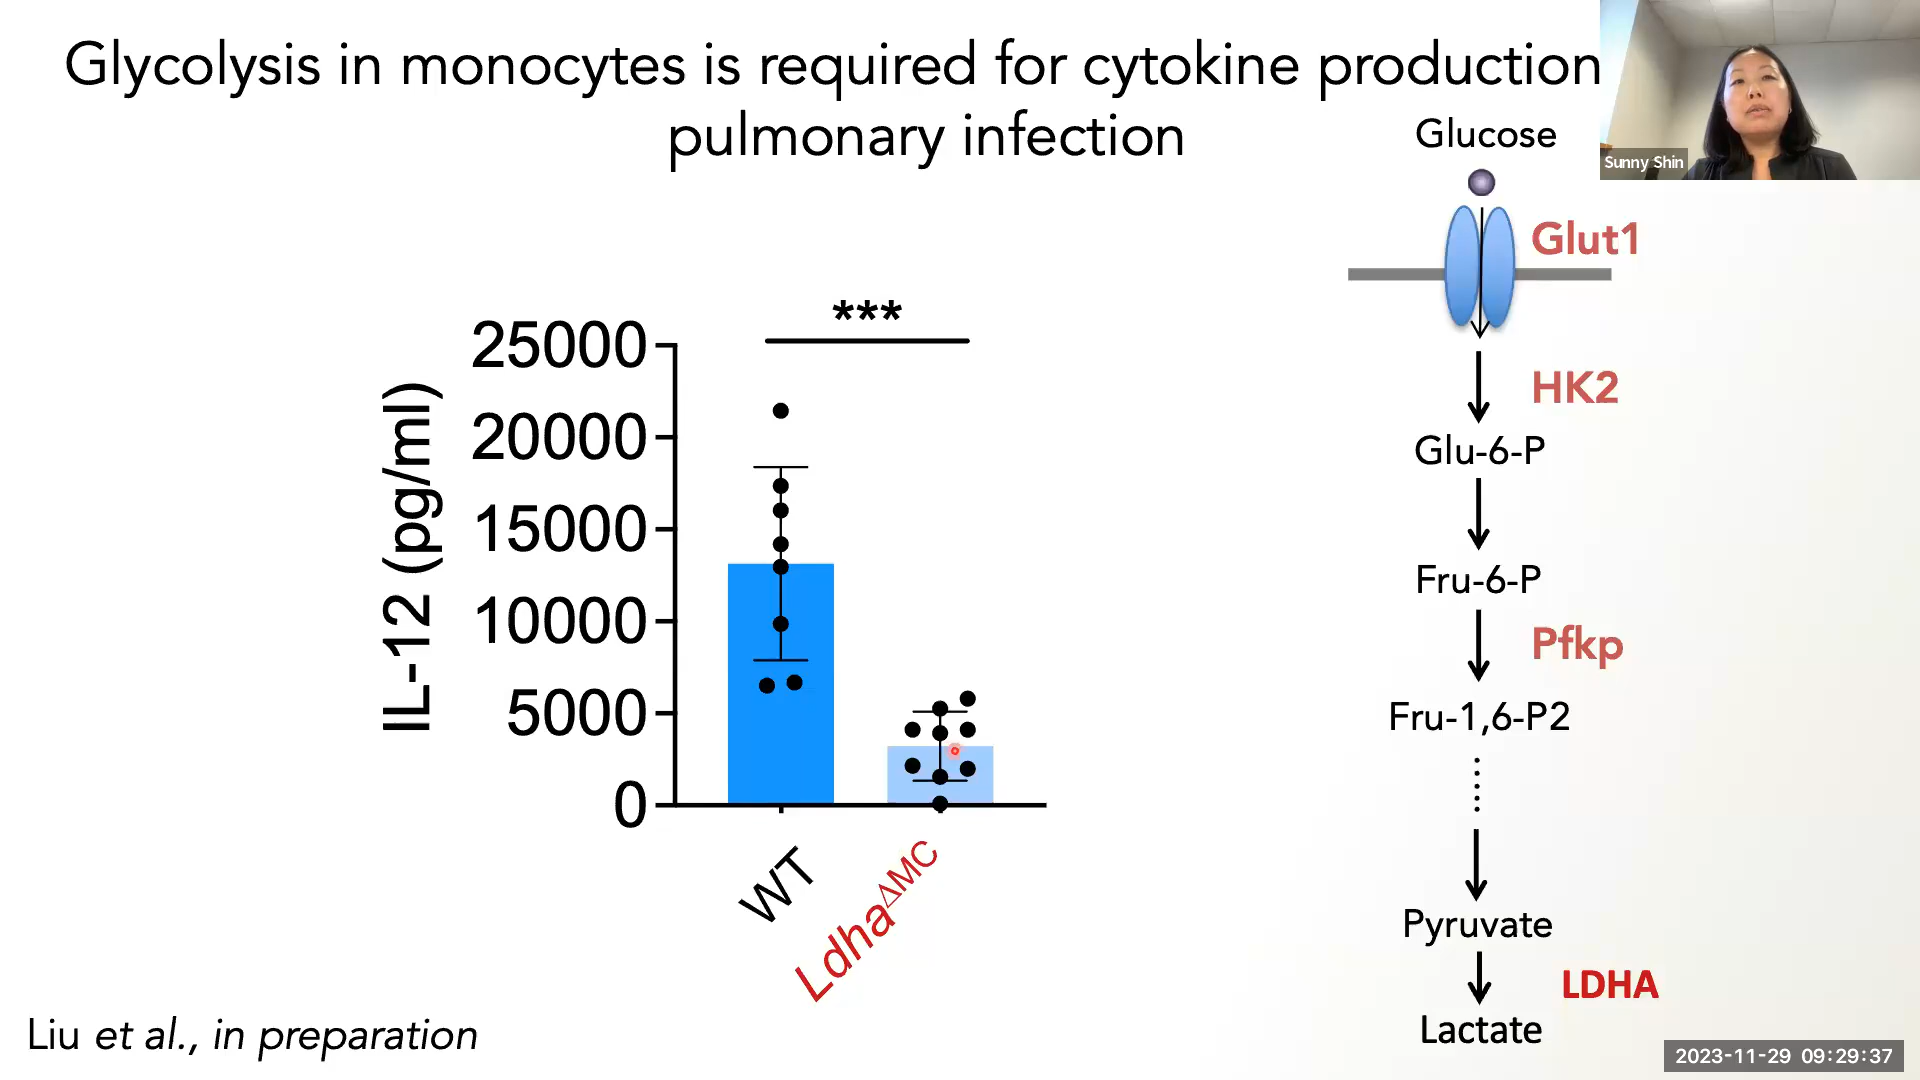 Glycolysis in monocytes is required for cytokine production
pulmonary infection
Sunny Shin
Glucose
Glut1
HK2
Glu-6-P
Fru-6-P
Pfkp
Fru-1,6-P2
Pyruvate
LDHA
Lactate
***
IL-12 (pg/ml)
25000
20000
15000
10000
5000
0
WT
LdhaΔMC
Liu et al., in preparation
2023-11-29 09:29:37